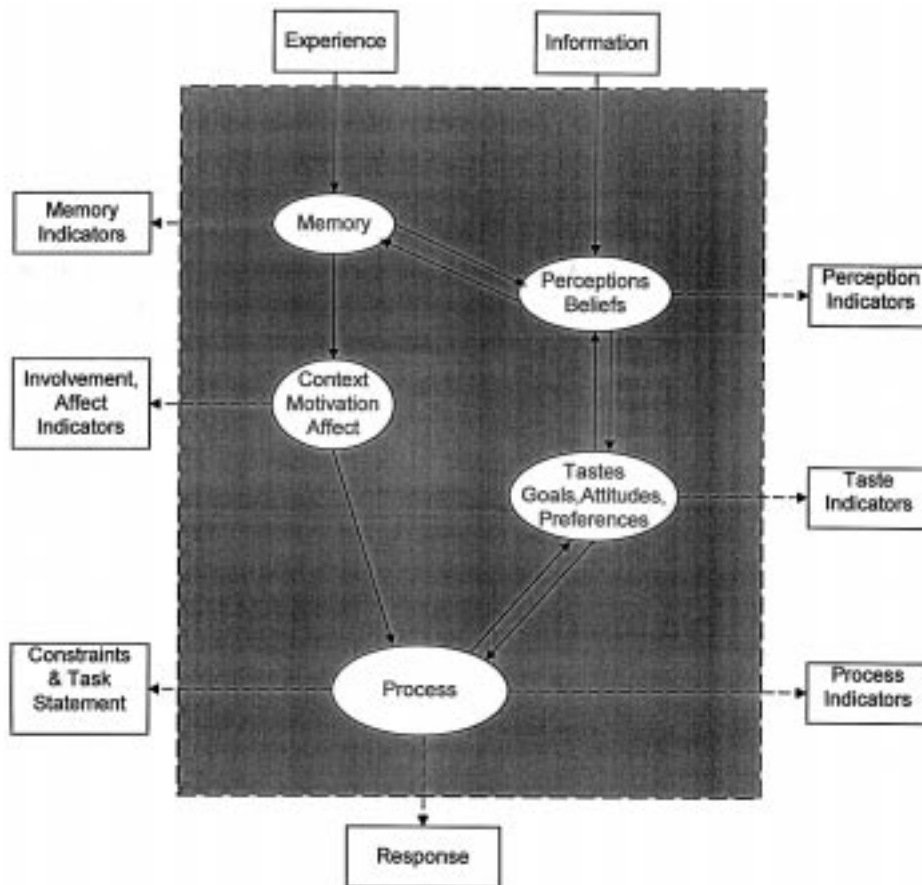 Experience
Information
Memory
Indicators
Memory
Perceptions
Beliefs
Perception
Indicators
Involvement,
Affect
Indicators
Context
Motivation
Affect
Tastes
Goals,Attitudes,
Preferences
Taste
Indicators
Constraints
& Task
Statement
Process
Process
Indicators
Response